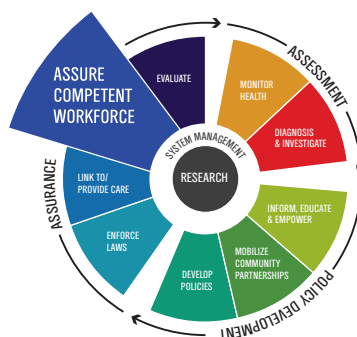 ASSURE
COMPETENT
WORKFORCE
EVALUATE
ASSESSMENT
MONITOR
HEALTH
DIAGNOSIS
& INVESTIGATE
SYSTEM MANAGEMENT
RESEARCH
LINK TO/
PROVIDE CARE
ASSURANCE
ENFORCE
LAWS
INFORM, EDUCATE
& EMPOWER
MOBILIZE
COMMUNITY
PARTNERSHIPS
DEVELOP
POLICIES
POLICY DEVELOPMENT